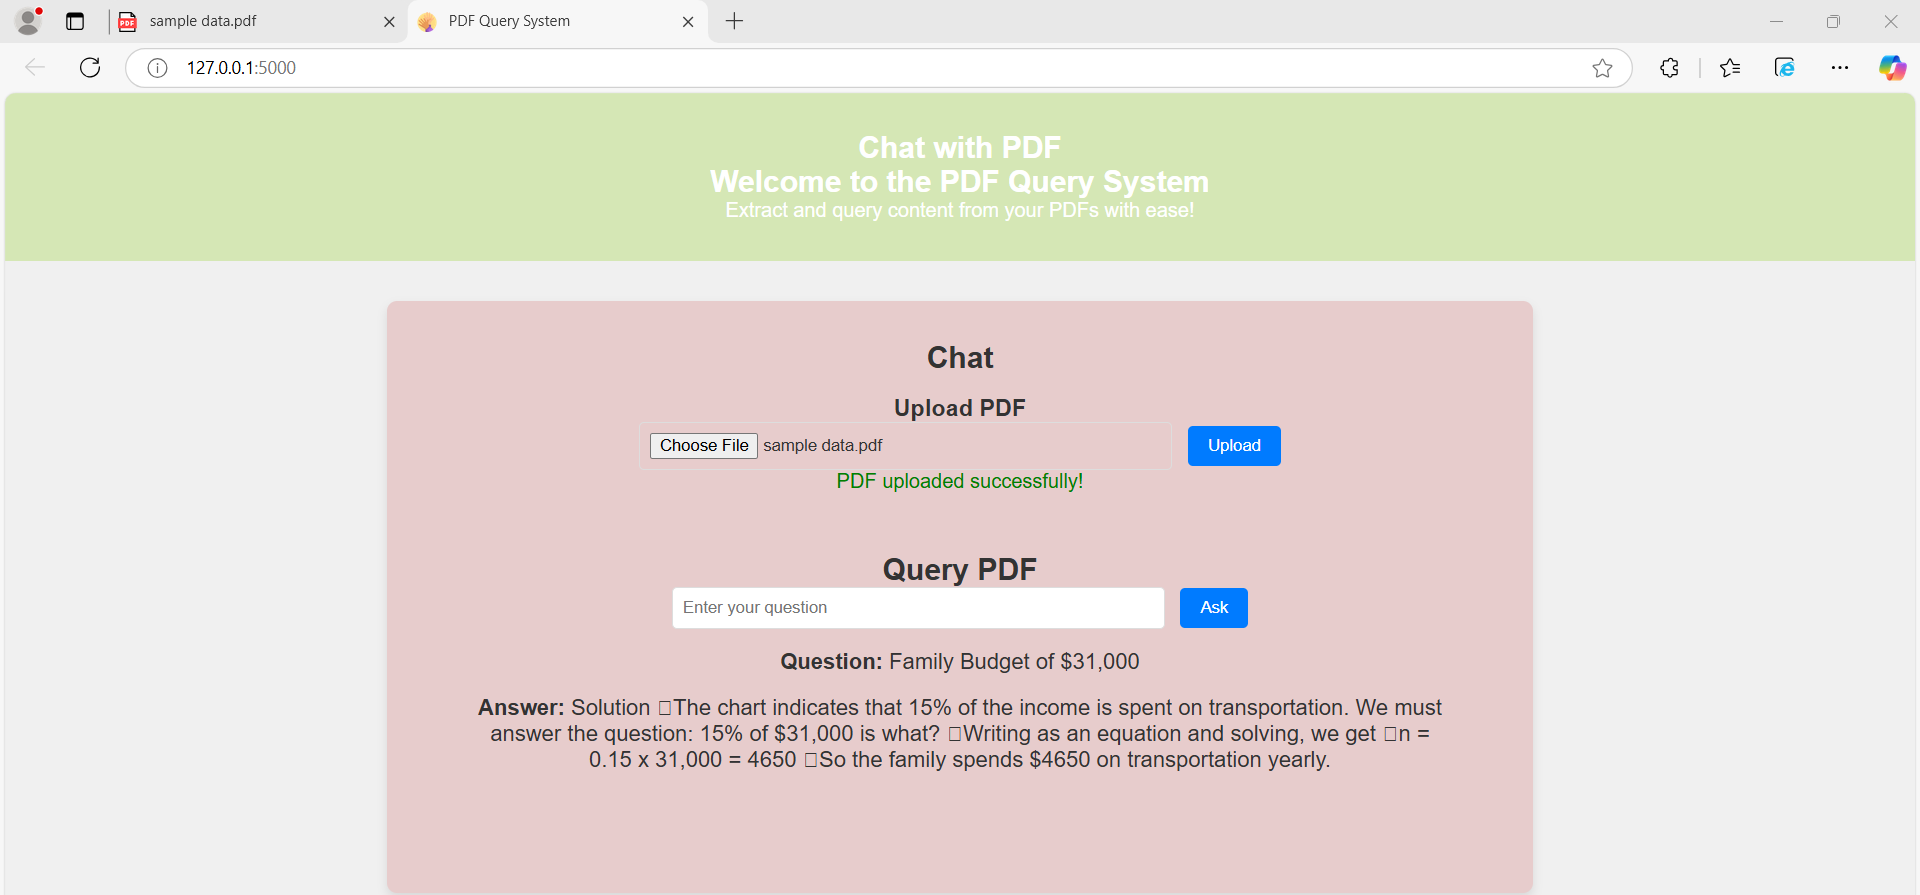 sample data.pdf
PDF Query System
127.0.0.1:5000
Chat with PDF
Welcome to the PDF Query System
Extract and query content from your PDFs with ease!
Chat
Upload PDF
Choose File sample data.pdf
Upload
PDF uploaded successfully!
Query PDF
Enter your question
Ask
Question: Family Budget of $31,000
Answer: Solution □The chart indicates that 15% of the income is spent on transportation. We must
answer the question: 15% of $31,000 is what? □Writing as an equation and solving, we get □n =
0.15 x 31,000 = 4650 □So the family spends $4650 on transportation yearly.